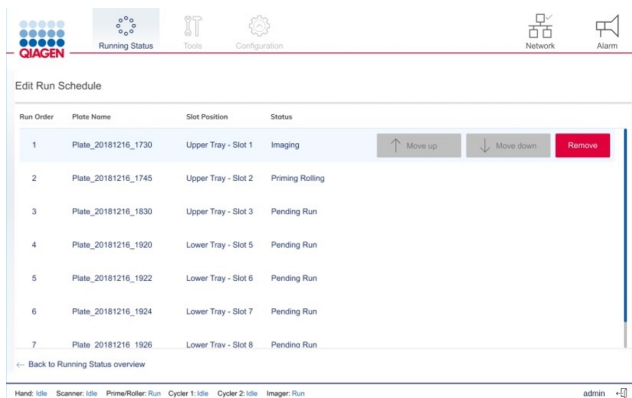 QIAGEN
Running Status
Tools
Configuration
Network
Alarm
Edit Run Schedule
Run Order Plate Name Slot Position Status
1 Plate_20181216_1730 Upper Tray - Slot 1 Imaging Move up Move down Remove
2 Plate_20181216_1745 Upper Tray - Slot 2 Priming Rolling
3 Plate_20181216_1830 Upper Tray - Slot 3 Pending Run
4 Plate_20181216_1920 Lower Tray - Slot 5 Pending Run
5 Plate_20181216_1922 Lower Tray - Slot 6 Pending Run
6 Plate_20181216_1924 Lower Tray - Slot 7 Pending Run
7 Plate_20181216_1926 Lower Tray - Slot 8 Pending Run
← Back to Running Status overview
Hand: Idle Scanner: Idle Prime/Roller: Run Cycler 1: Idle Cycler 2: Idle Imager: Run admin